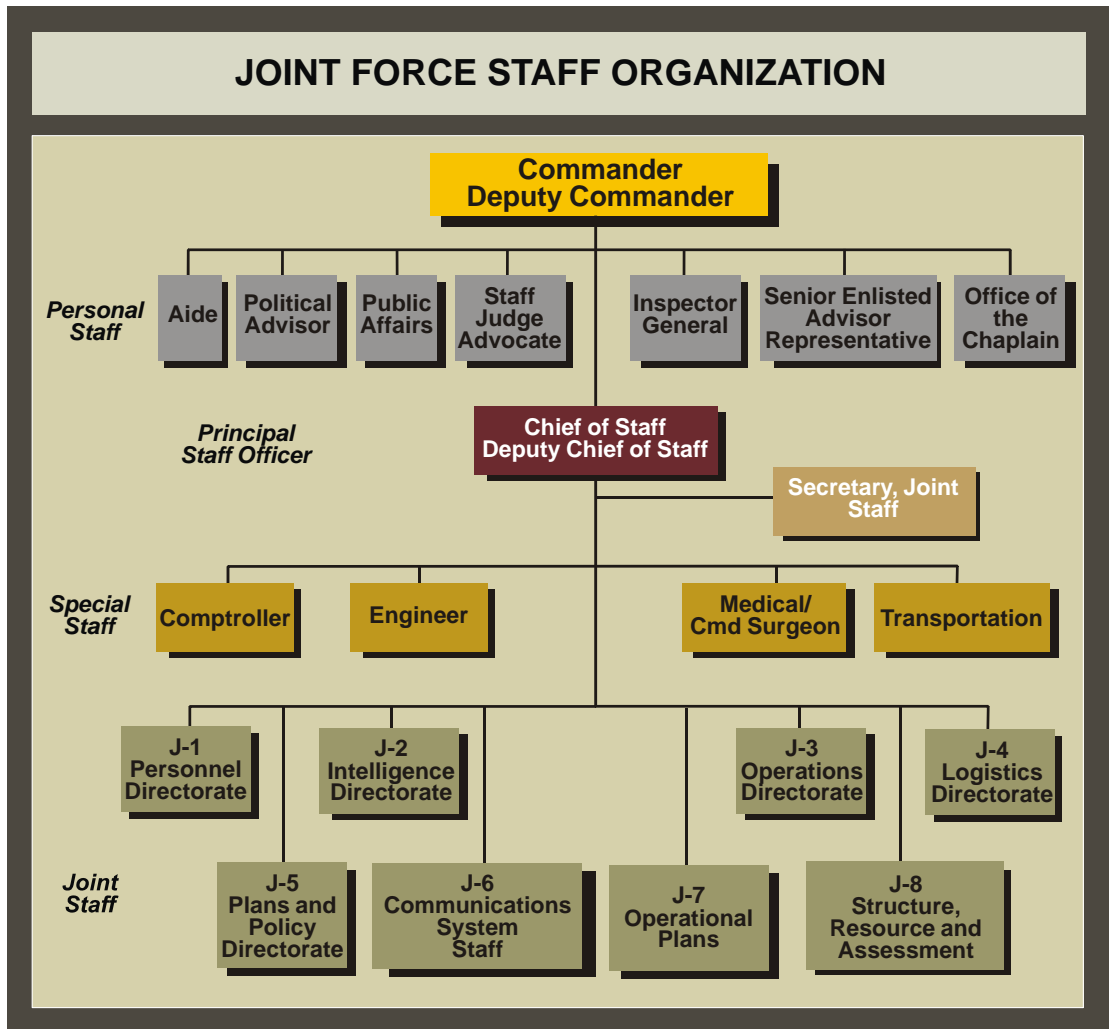 JOINT FORCE STAFF ORGANIZATION
Commander
Deputy Commander
Personal
Staff
Aide
Political
Advisor
Public
Affairs
Staff
Judge
Advocate
Inspector
General
Senior Enlisted
Advisor
Representative
Office of
the
Chaplain
Principal
Staff Officer
Chief of Staff
Deputy Chief of Staff
Secretary, Joint
Staff
Special
Staff
Comptroller
Engineer
Medical/
Cmd Surgeon
Transportation
J-1
Personnel
Directorate
J-2
Intelligence
Directorate
J-3
Operations
Directorate
J-4
Logistics
Directorate
Joint
Staff
J-5
Plans and
Policy
Directorate
J-6
Communications
System
Staff
J-7
Operational
Plans
J-8
Structure,
Resource and
Assessment